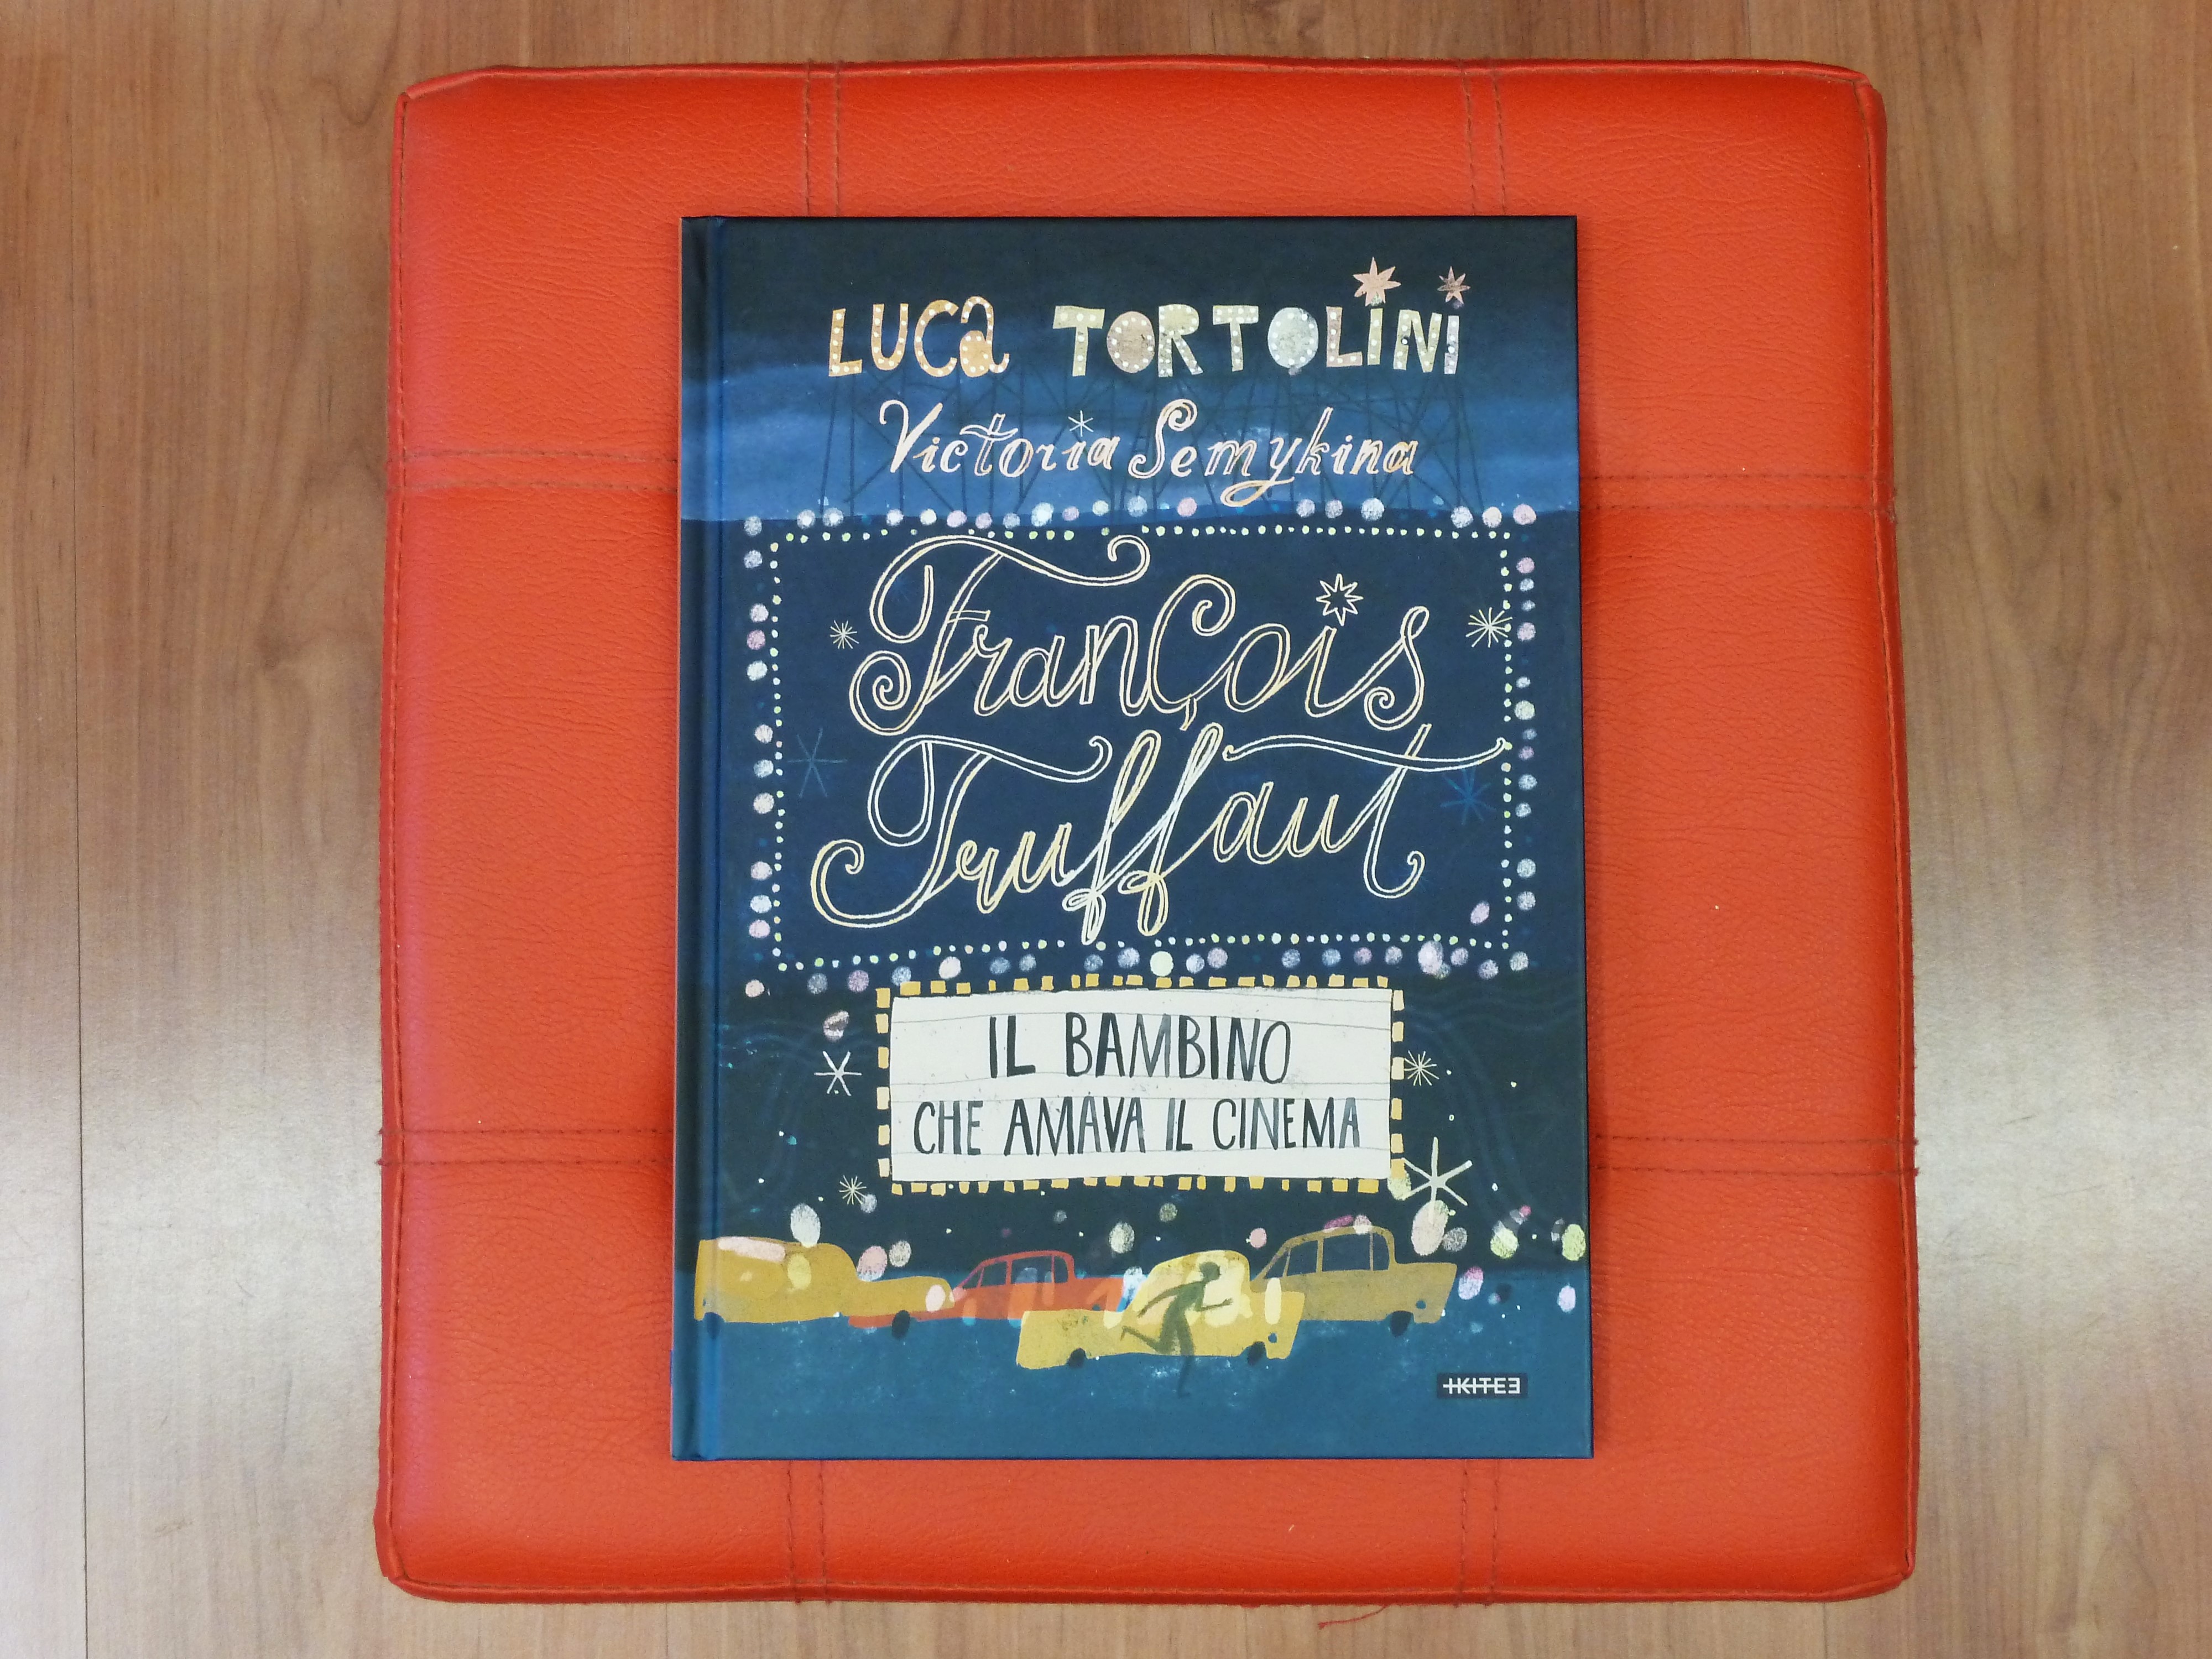 LUCa TORTOLiNi
Victoria Semykina
FranÇois
Truffaut
IL BAMBINO
CHE AMAVA IL CINEMA
KITE